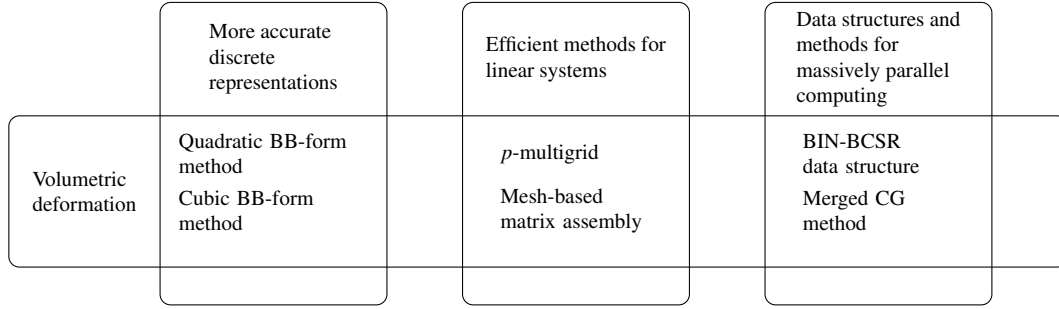 More accurate
discrete
representations
Efficient methods for
linear systems
Data structures and
methods for
massively parallel
computing
Volumetric
deformation
Quadratic BB-form
method
Cubic BB-form
method
p-multigrid
Mesh-based
matrix assembly
BIN-BCSR
data structure
Merged CG
method